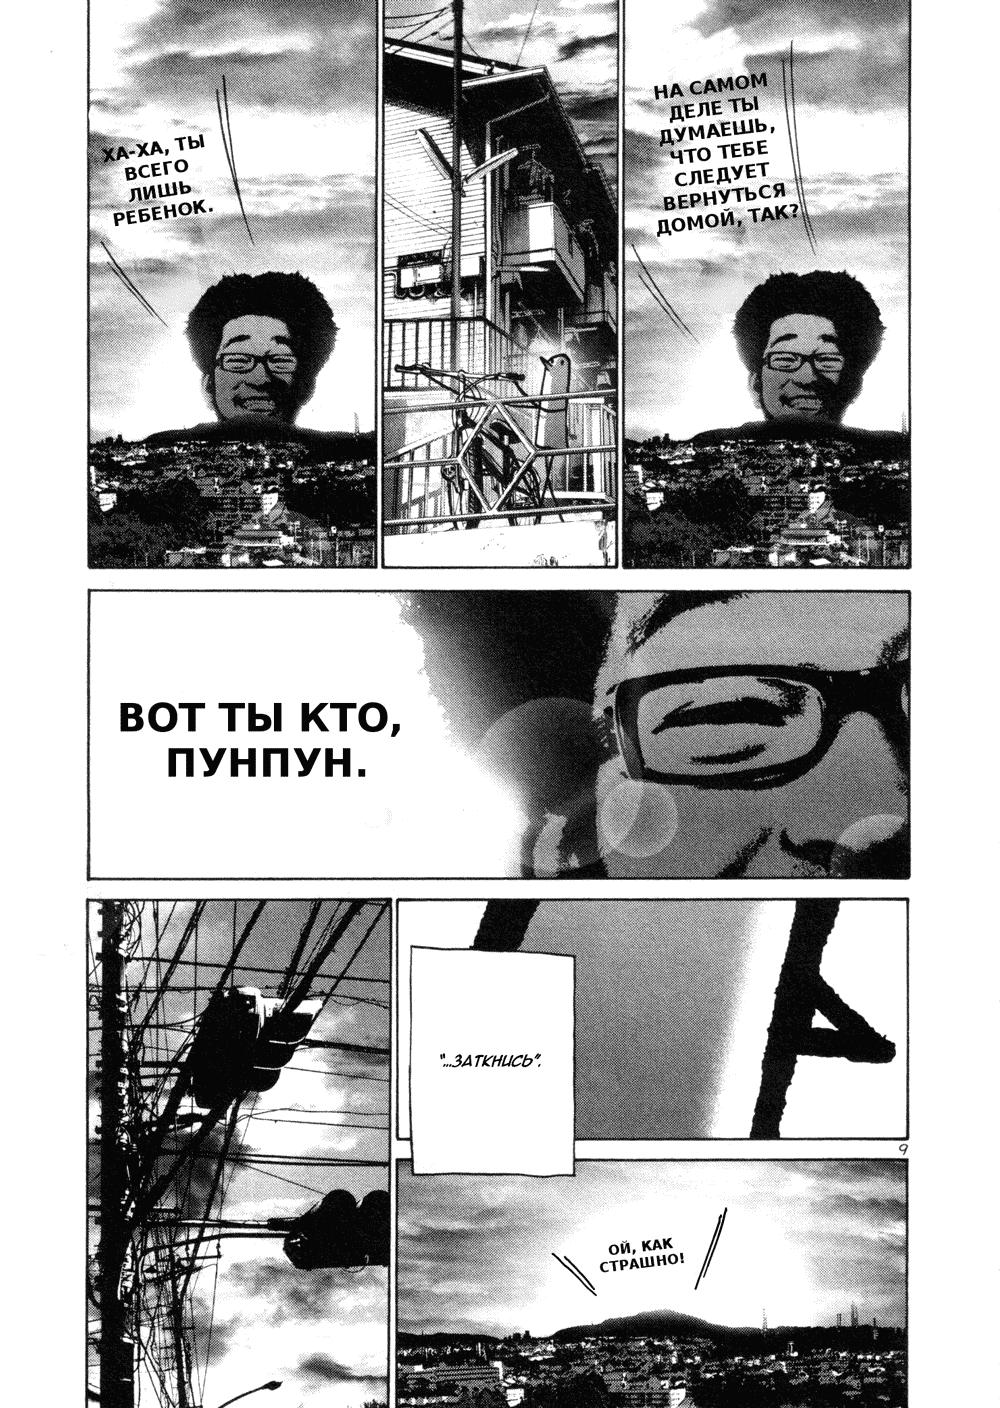 НА САМОМ
ДЕЛЕ ТЫ
ДУМАЕШЬ,
ЧТО ТЕБЕ
СЛЕДУЕТ
ВЕРНУТЬСЯ
ДОМОЙ, ТАК?
ХА-ХА, ТЫ
ВСЕГО
ЛИШЬ
РЕБЕНОК.
ВОТ ТЫ КТО,
ПУНПУН.
"...ЗАТКНИСЬ".
9
ОЙ, КАК
СТРАШНО!